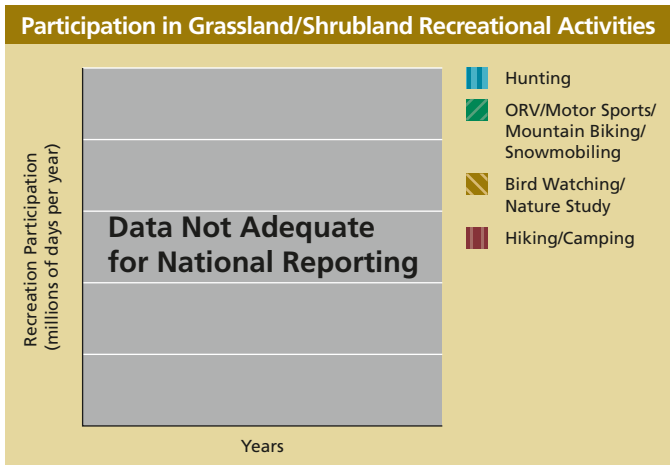 Participation in Grassland/Shrubland Recreational Activities
Recreation Participation
(millions of days per year)
Data Not Adequate
for National Reporting
Years
Hunting
ORV/Motor Sports/
Mountain Biking/
Snowmobiling
Bird Watching/
Nature Study
Hiking/Camping